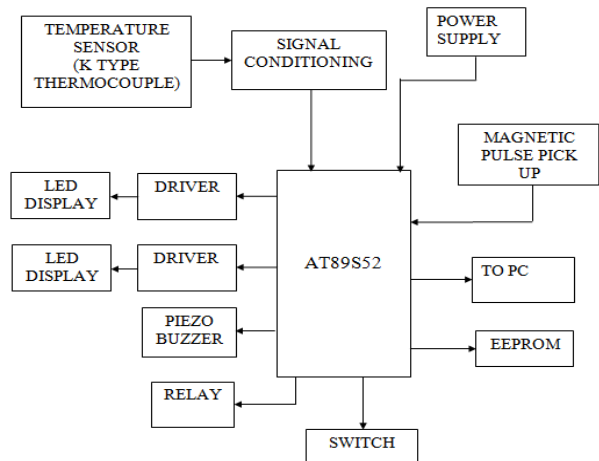 TEMPERATURE
SENSOR
(K TYPE
THERMOCOUPLE)
SIGNAL
CONDITIONING
POWER
SUPPLY
MAGNETIC
PULSE PICK
UP
LED
DISPLAY
DRIVER
LED
DISPLAY
DRIVER
AT89S52
TO PC
PIEZO
BUZZER
EEPROM
RELAY
SWITCH